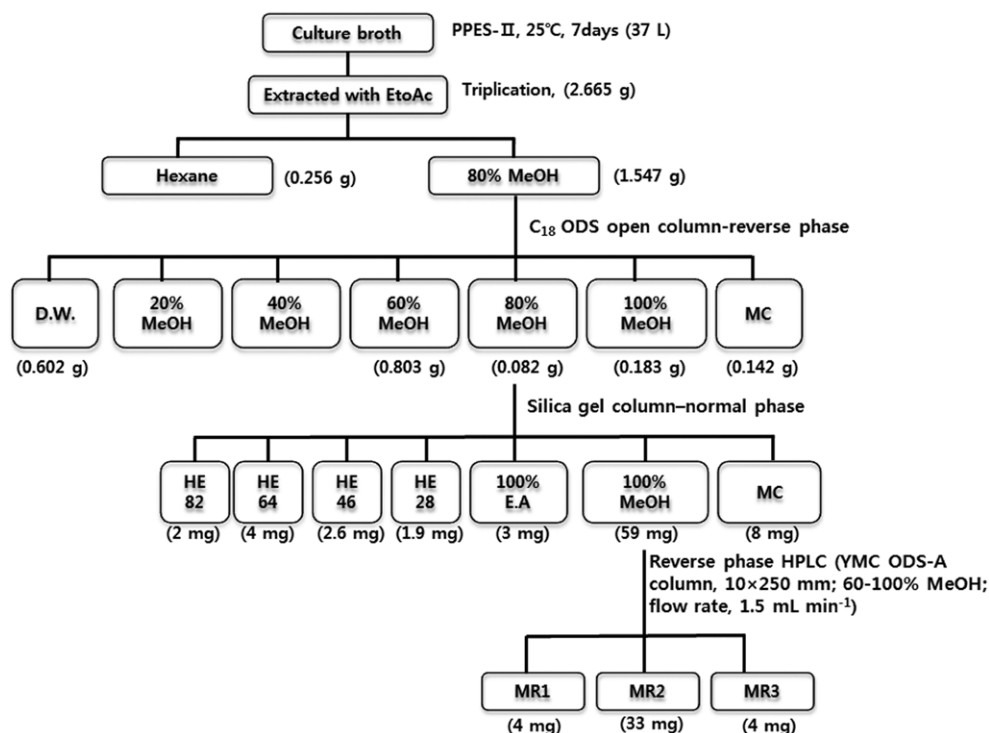 Culture broth
PPES-II, 25℃, 7days (37 L)
Extracted with EtoAc
Triplication, (2.665 g)
Hexane
(0.256 g)
80% MeOH
(1.547 g)
C₁₈ ODS open column-reverse phase
D.W.
20%
MeOH
40%
MeOH
60%
MeOH
80%
MeOH
100%
MeOH
MC
(0.602 g)
(0.803 g)
(0.082 g)
(0.183 g)
(0.142 g)
Silica gel column–normal phase
HE
82
HE
64
HE
46
HE
28
100%
E.A
100%
MeOH
MC
(2 mg)
(4 mg)
(2.6 mg)
(1.9 mg)
(3 mg)
(59 mg)
(8 mg)
Reverse phase HPLC (YMC ODS-A
column, 10×250 mm; 60-100% MeOH;
flow rate, 1.5 mL min⁻¹)
MR1
MR2
MR3
(4 mg)
(33 mg)
(4 mg)